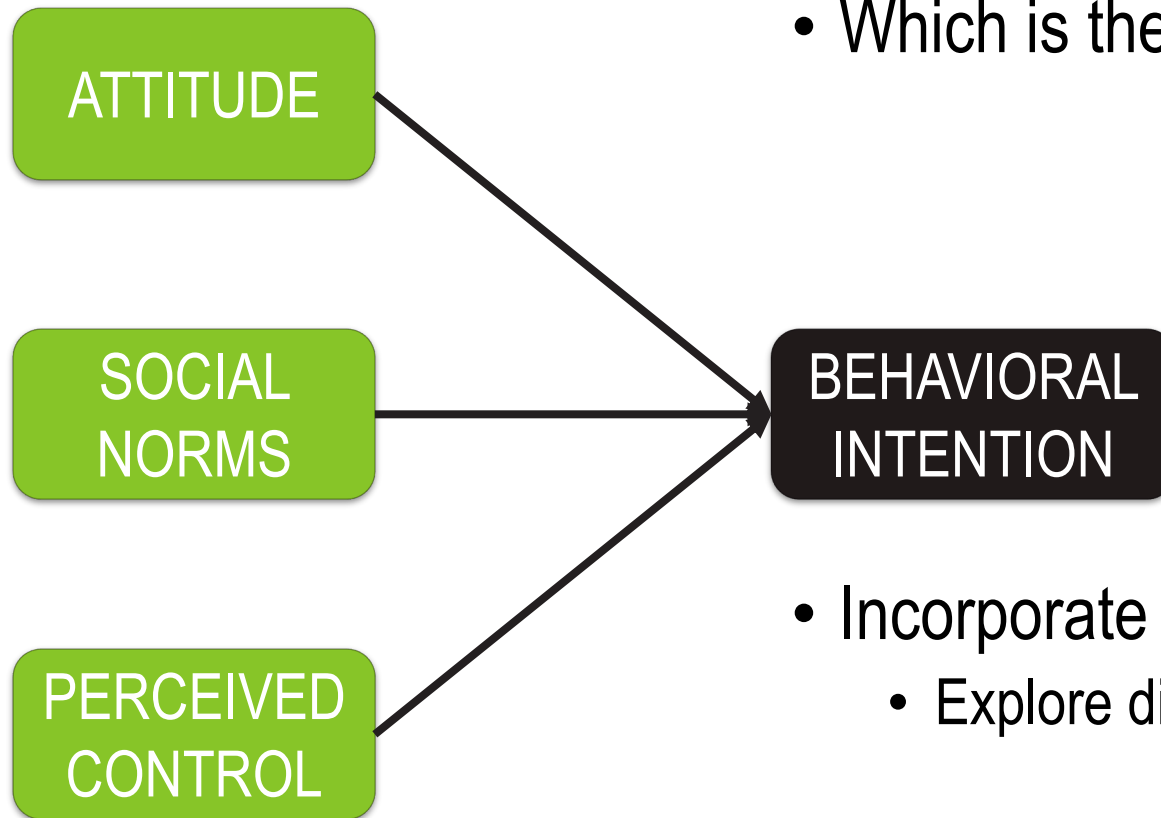 • Which is the
ATTITUDE
SOCIAL
NORMS
BEHAVIORAL
INTENTION
• Incorporate
• Explore
PERCEIVED
CONTROL